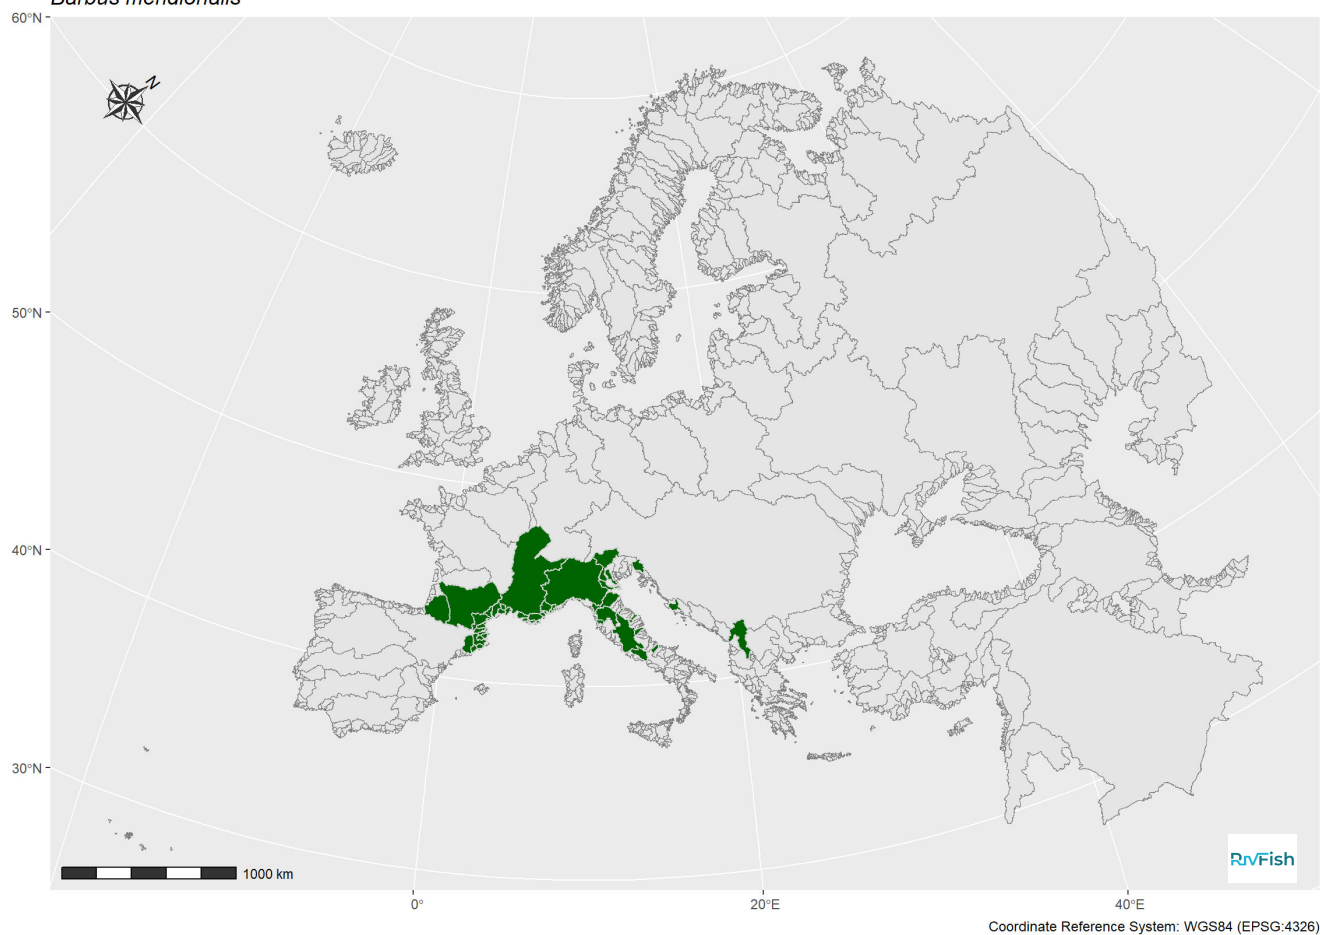 Barbus meridionalis
60°N
N
50°N
40°N
30°N
1000 km
RivFish
0°
20°E
40°E
Coordinate Reference System: WGS84 (EPSG:4326)